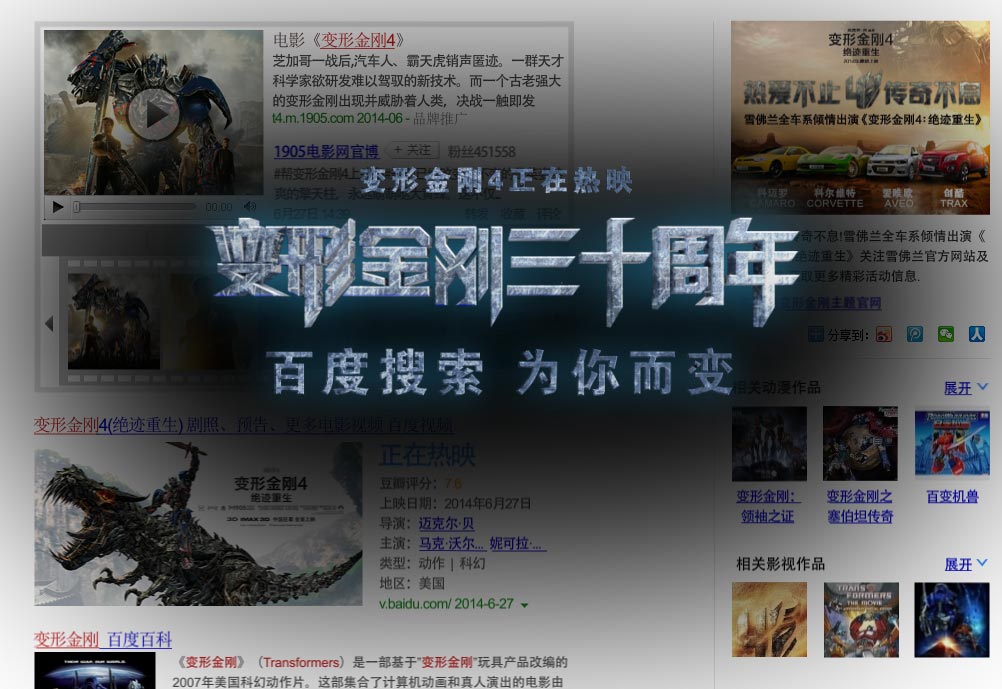 电影《变形金刚4》
芝加哥一战后,汽车人、霸天虎销声匿迹。一群天才
科学家欲研发难以驾驭的新技术。而一个古老强大
的变形金刚出现并威胁着人类，决战一触即发
t4.m.1905.com 2014-06 - 品牌推广
1905电影网官博 + 关注 粉丝451558
#帮变形金刚4上
6月27日 14:39 转发 收藏 评论
00:00
变形金刚4正在热映
变形金刚三十周年
百度搜索 为你而变
变形金刚4(绝迹重生) 剧照、预告、更多电影视频 百度视频
变形金刚4
绝迹重生
正在热映
豆瓣评分: 7.6
上映日期: 2014年6月27日
导演: 迈克尔·贝
主演: 马克·沃尔... 妮可拉·...
类型: 动作 | 科幻
地区: 美国
v.baidu.com/ 2014-6-27
变形金刚_百度百科
《变形金刚》（Transformers）是一部基于"变形金刚"玩具产品改编的
2007年美国科幻动作片。这部集合了计算机动画和真人演出的电影由
变形金刚4
绝迹重生
热爱不止 传奇不息
雪佛兰全车系倾情出演《变形金刚4: 绝迹重生》
科迈罗 科尔维特 爱唯欧 创酷
CAMARO CORVETTE AVEO TRAX
奇不息!雪佛兰全车系倾情出演《
绝迹重生》关注雪佛兰官方网站及
取更多精彩活动信息.
变形金刚主题官网
分享到:
相关动漫作品 展开
变形金刚：
领袖之证
变形金刚之
塞伯坦传奇
百变机兽
相关影视作品 展开
TRANSFORMERS
THE MOVIE